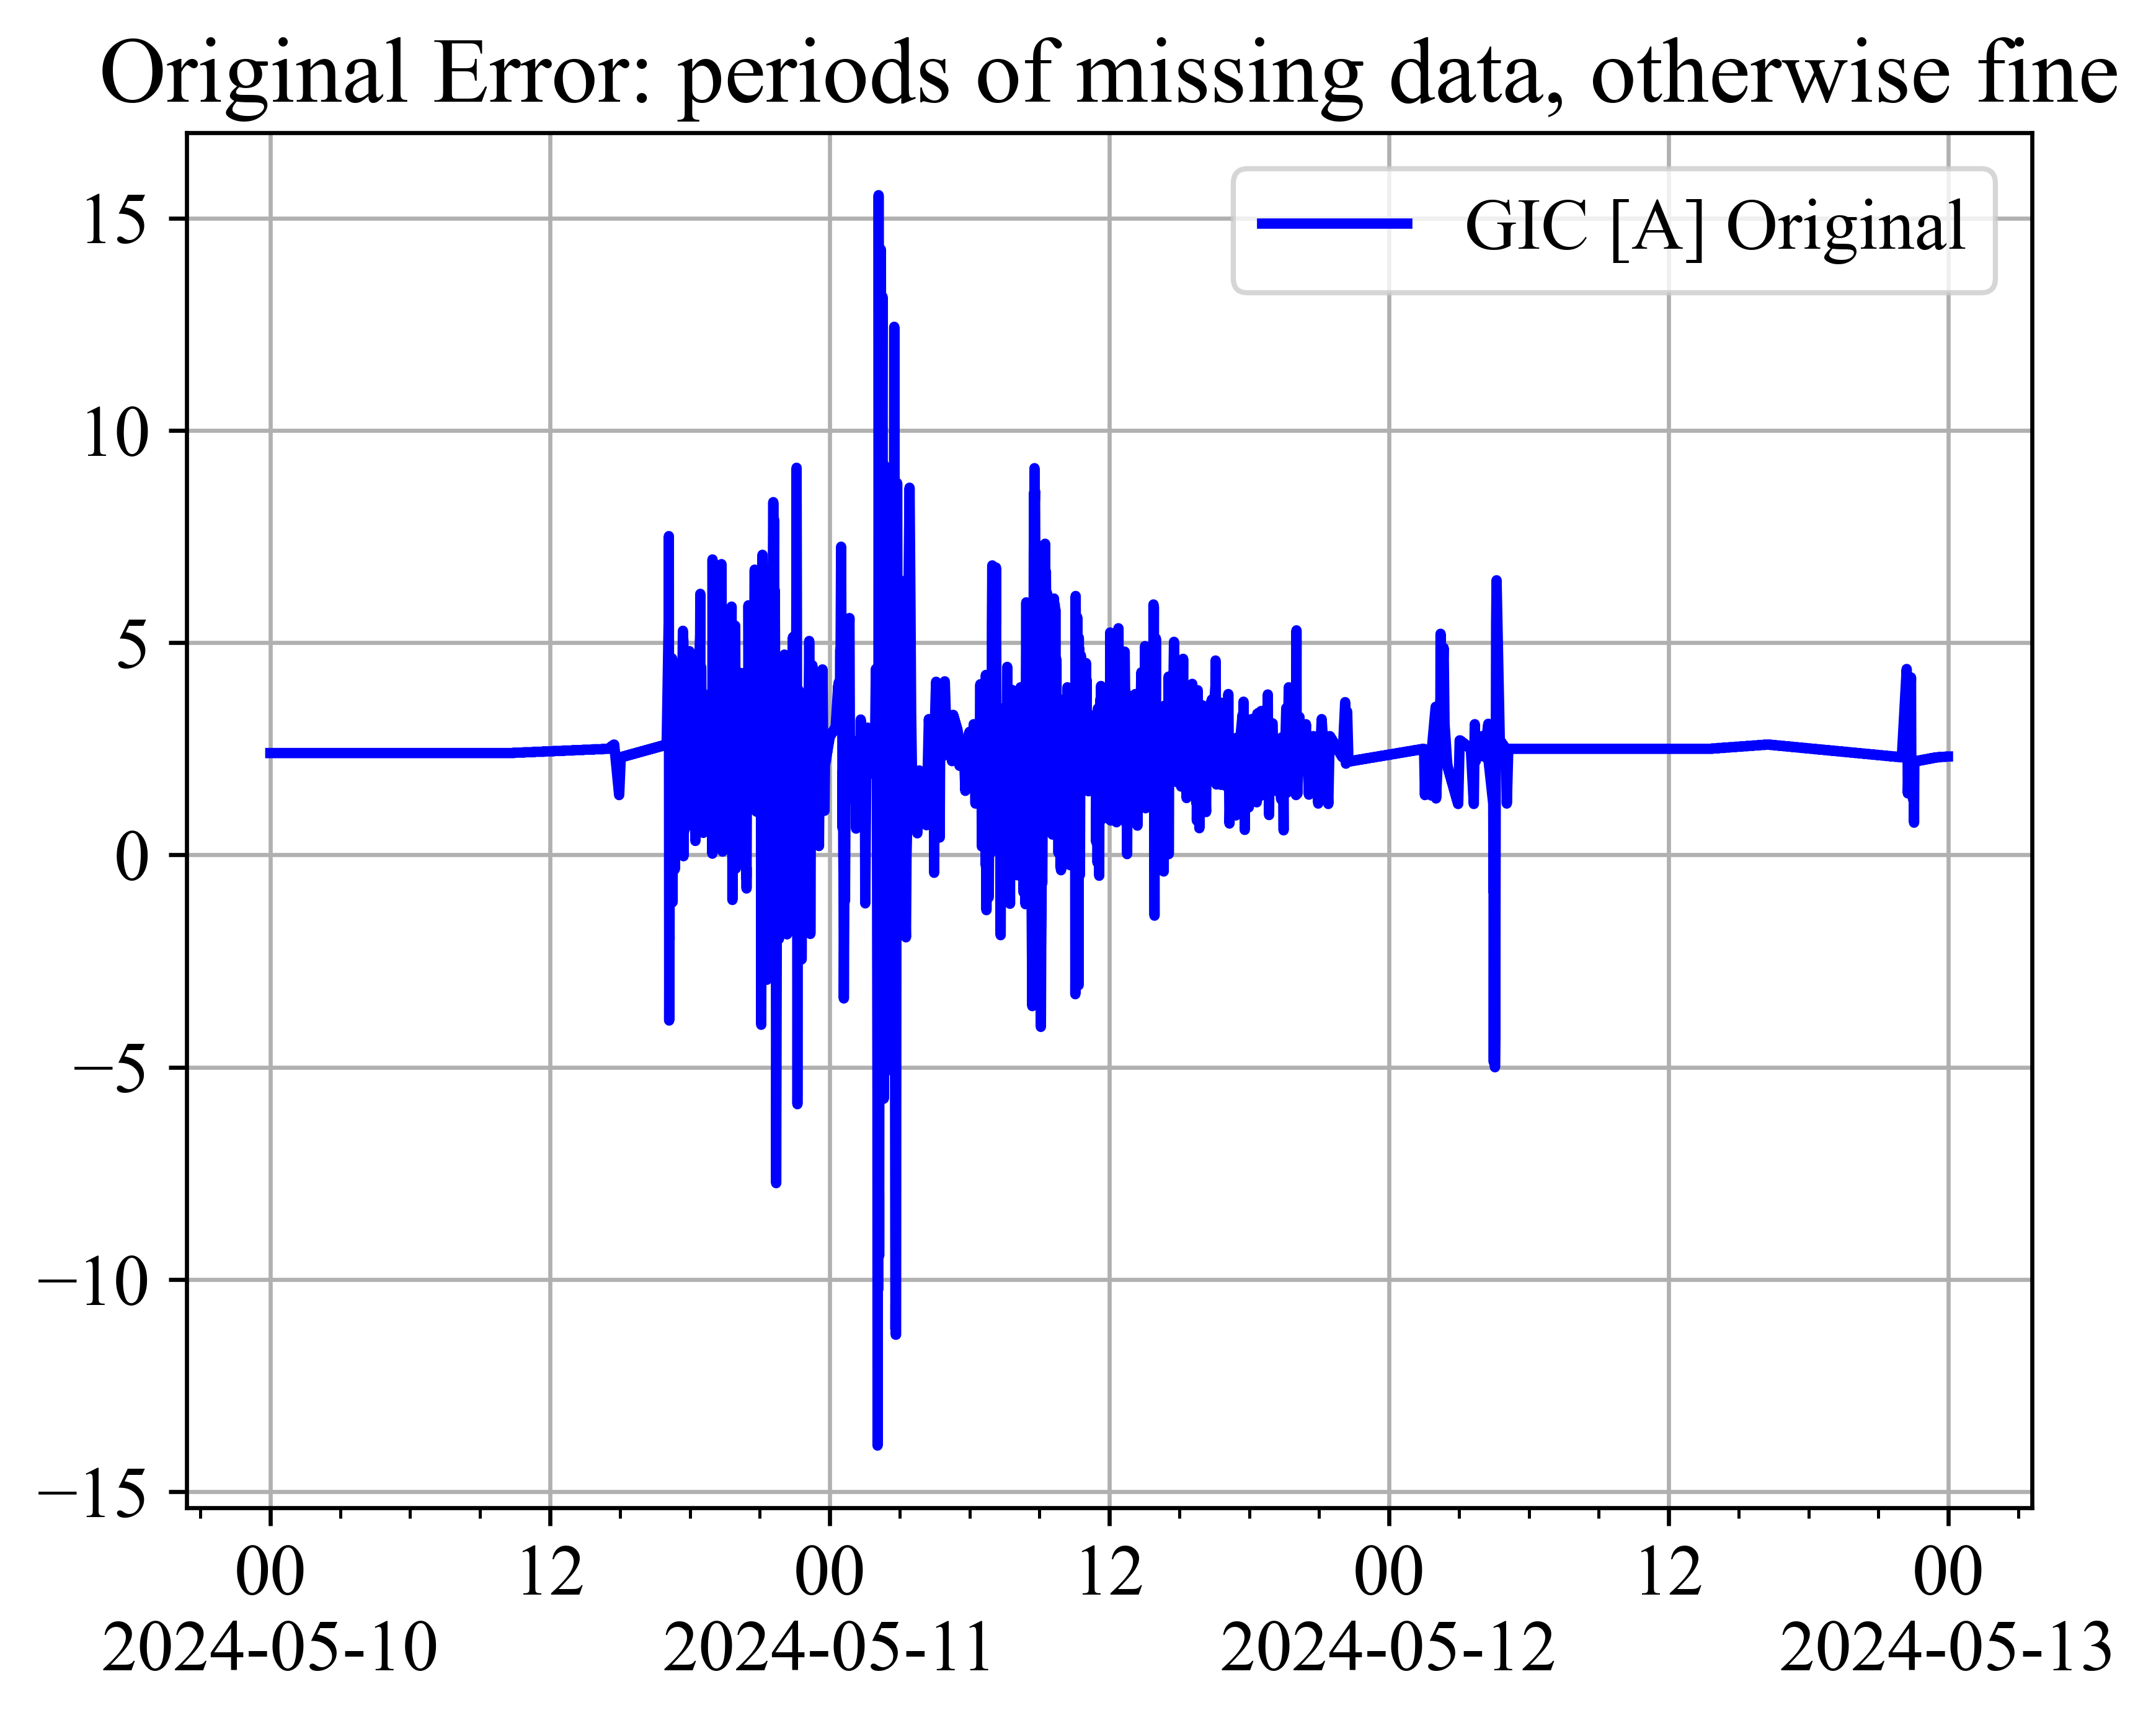 Original Error: periods of missing data, otherwise fine
GIC [A] Original
15
10
5
0
−5
−10
−15
00 12 00 12 00 12 00
2024-05-10 2024-05-11 2024-05-12 2024-05-13